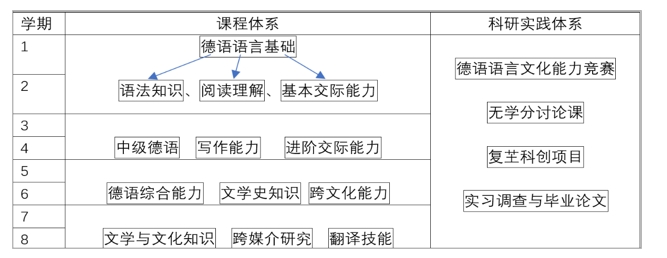 学期 课程体系 科研实践体系
1 德语语言基础
德语语言文化能力竞赛
2 语法知识、阅读理解、基本交际能力
无学分讨论课
3
4 中级德语 写作能力 进阶交际能力
复芏科创项目
5
6 德语综合能力 文学史知识 跨文化能力
实习调查与毕业论文
7
8 文学与文化知识 跨媒介研究 翻译技能